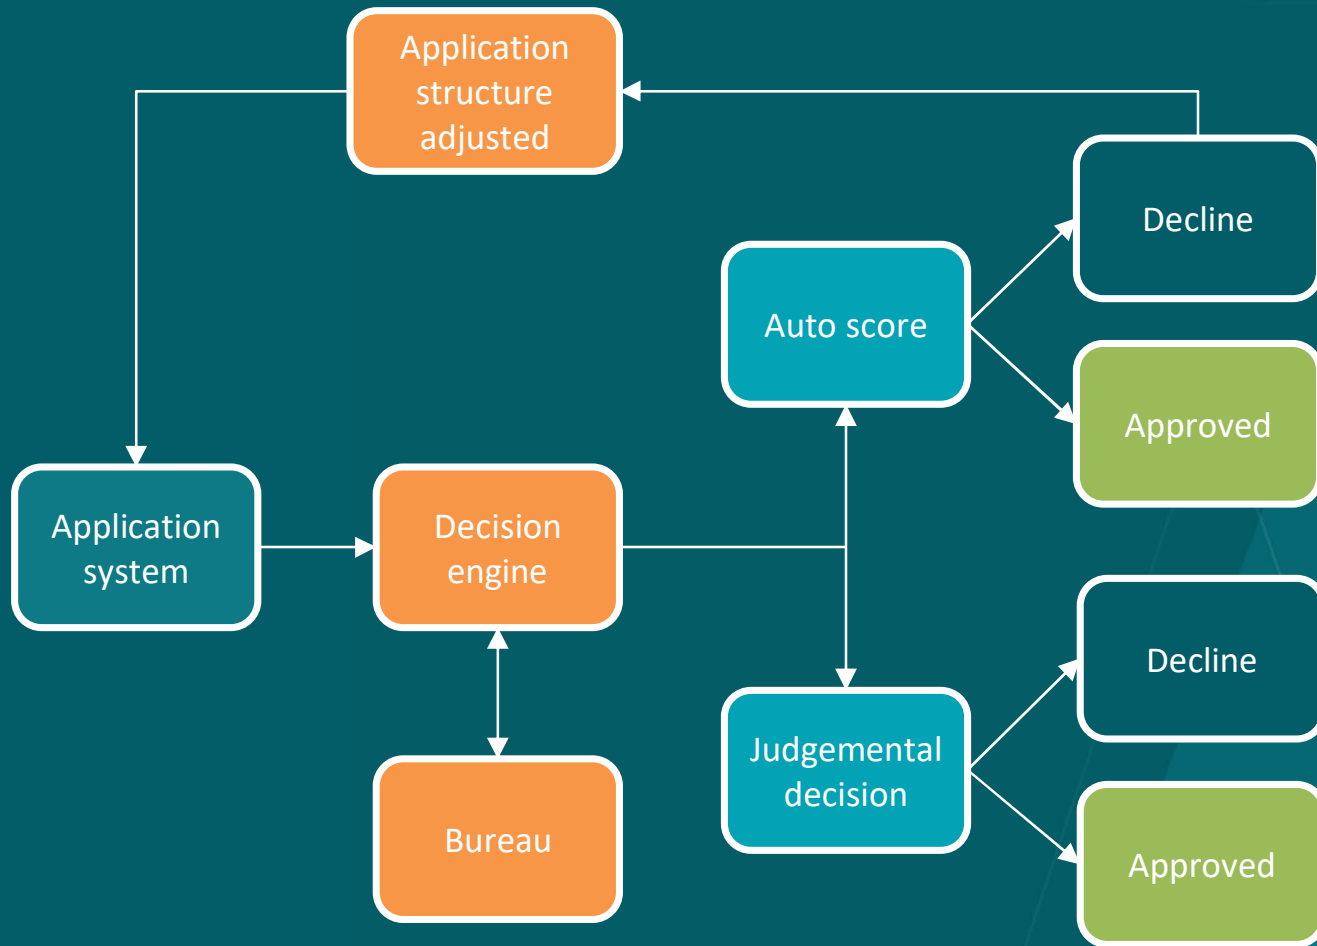 Application
structure
adjusted
Decline
Auto score
Approved
Application
system
Decision
engine
Decline
Judgemental
decision
Bureau
Approved